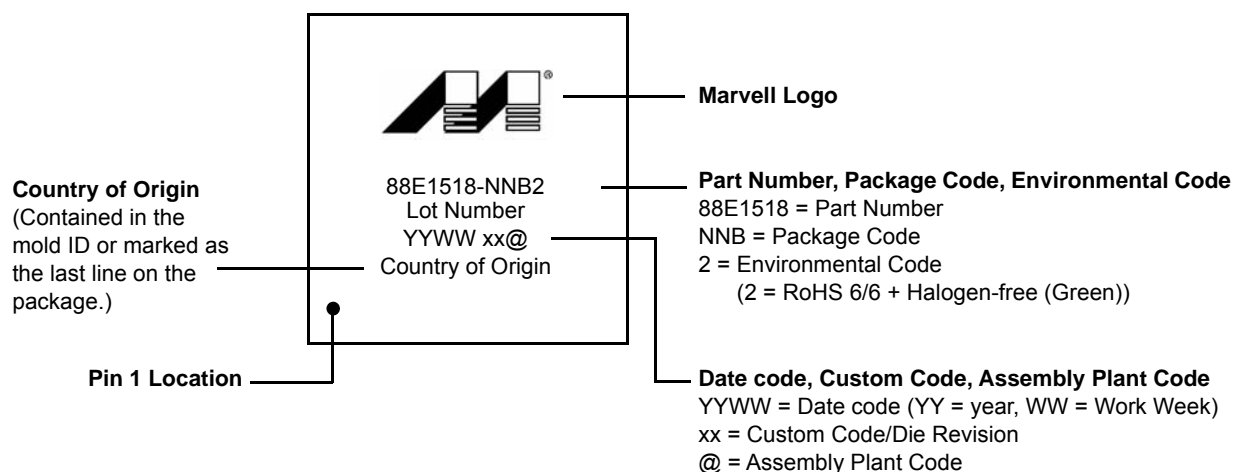 ®
Marvell Logo
88E1518-NNB2
Lot Number
YYWW xx@
Country of Origin
Country of Origin
(Contained in the
mold ID or marked as
the last line on the
package.)
Pin 1 Location
Part Number, Package Code, Environmental Code
88E1518 = Part Number
NNB = Package Code
2 = Environmental Code
(2 = RoHS 6/6 + Halogen-free (Green))
Date code, Custom Code, Assembly Plant Code
YYWW = Date code (YY = year, WW = Work Week)
xx = Custom Code/Die Revision
@ = Assembly Plant Code